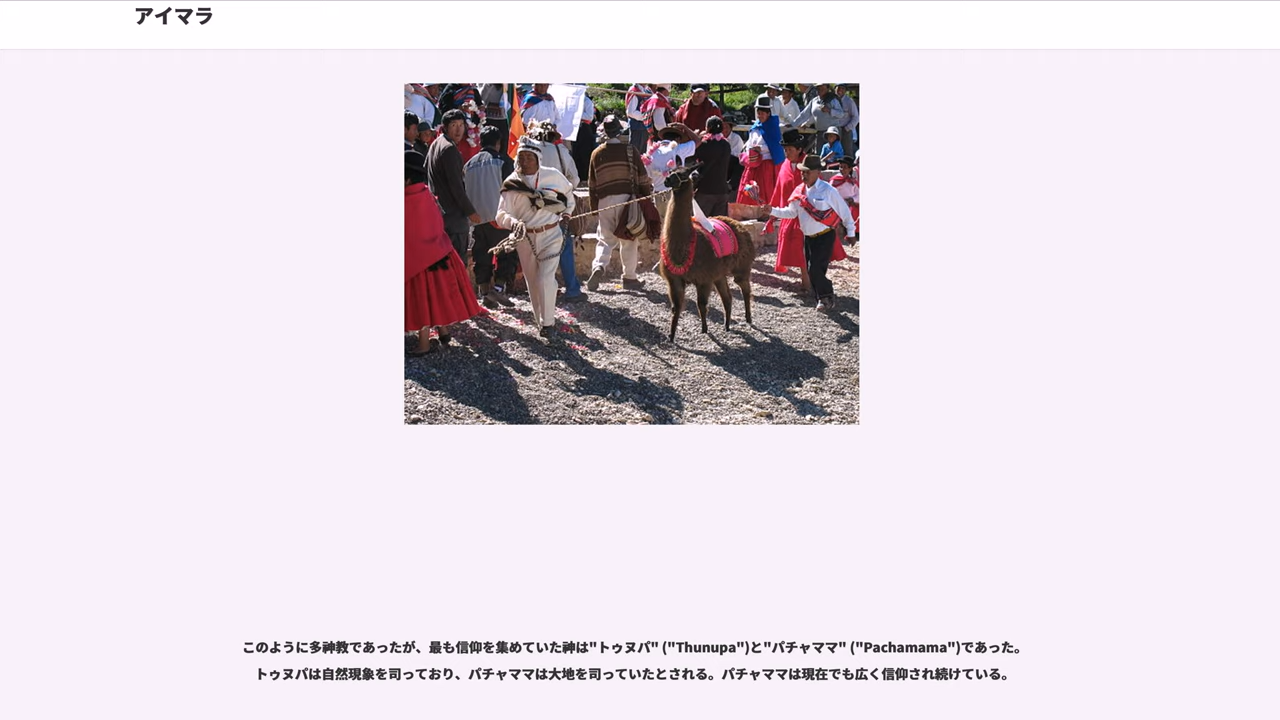 アイマラ
このように多神教であったが、最も信仰を集めていた神は"トゥヌパ" ("Thunupa")と"パチャママ" ("Pachamama")であった。
トゥヌパは自然現象を司っており、パチャママは大地を司っていたとされる。パチャママは現在でも広く信仰され続けている。